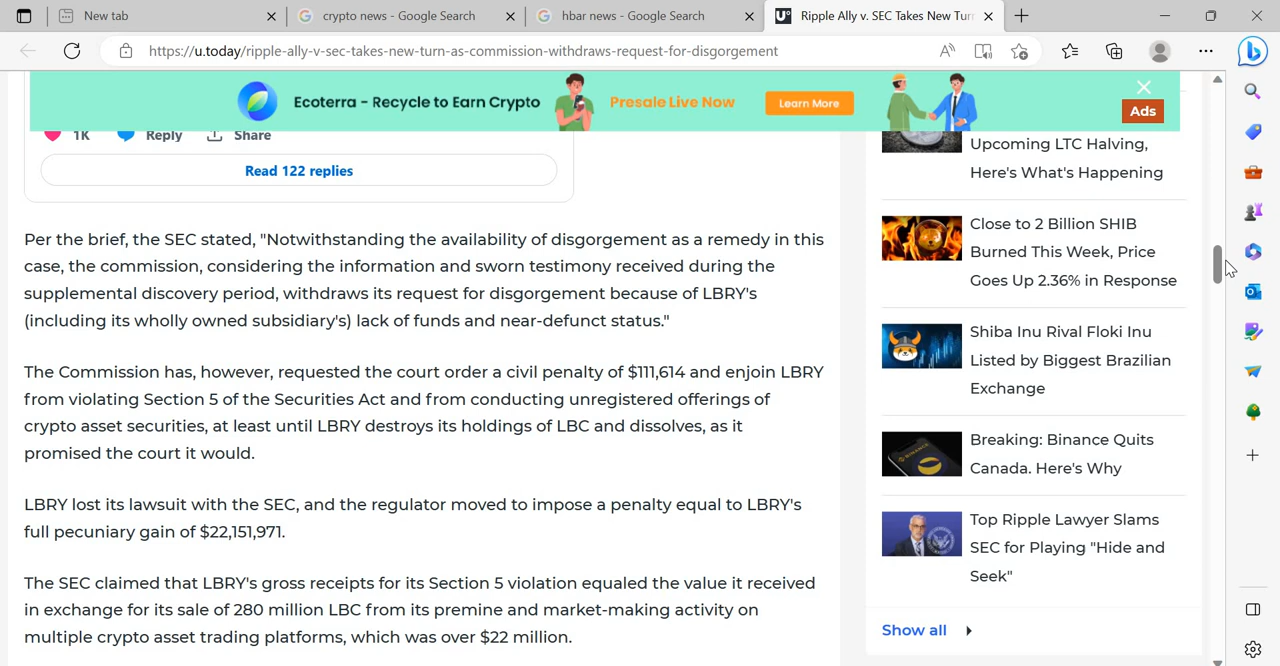 New tab
crypto news - Google Search
hbar news - Google Search
Ripple Ally v. SEC Takes New Turn
https://u.today/ripple-ally-v-sec-takes-new-turn-as-commission-withdraws-request-for-disgorgement
Ecoterra - Recycle to Earn Crypto
Presale Live Now
Learn More
Ads
1K
Reply
Share
Read 122 replies
Per the brief, the SEC stated, "Notwithstanding the availability of disgorgement as a remedy in this
case, the commission, considering the information and sworn testimony received during the
supplemental discovery period, withdraws its request for disgorgement because of LBRY's
(including its wholly owned subsidiary's) lack of funds and near-defunct status."
The Commission has, however, requested the court order a civil penalty of $111,614 and enjoin LBRY
from violating Section 5 of the Securities Act and from conducting unregistered offerings of
crypto asset securities, at least until LBRY destroys its holdings of LBC and dissolves, as it
promised the court it would.
LBRY lost its lawsuit with the SEC, and the regulator moved to impose a penalty equal to LBRY's
full pecuniary gain of $22,151,971.
The SEC claimed that LBRY's gross receipts for its Section 5 violation equaled the value it received
in exchange for its sale of 280 million LBC from its premine and market-making activity on
multiple crypto asset trading platforms, which was over $22 million.
Upcoming LTC Halving,
Here's What's Happening
Close to 2 Billion SHIB
Burned This Week, Price
Goes Up 2.36% in Response
Shiba Inu Rival Floki Inu
Listed by Biggest Brazilian
Exchange
Breaking: Binance Quits
Canada. Here's Why
Top Ripple Lawyer Slams
SEC for Playing "Hide and
Seek"
Show all